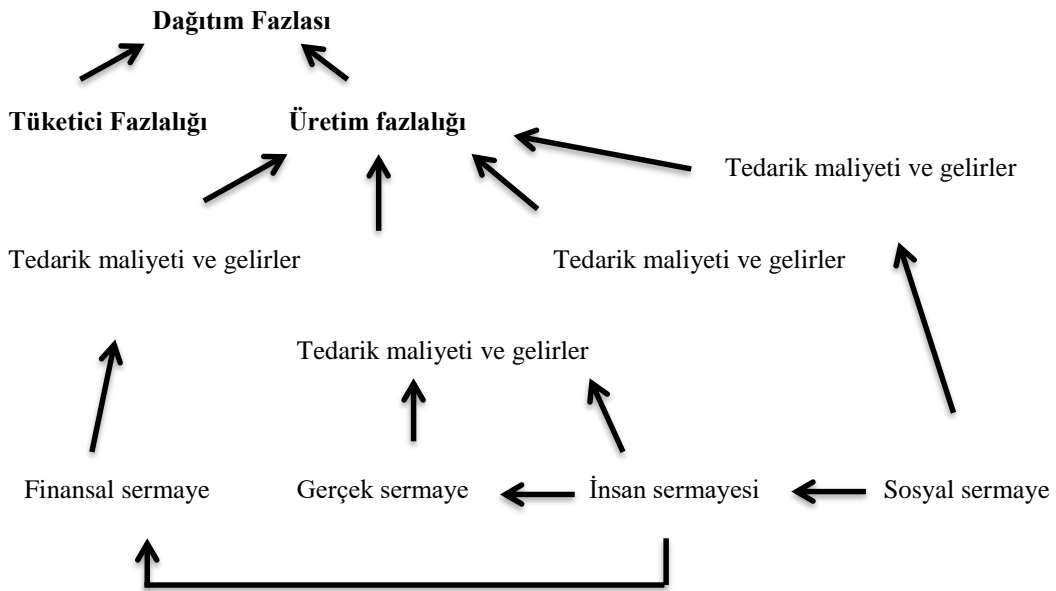 Dağıtım Fazlası
Tüketici Fazlalığı
Üretim fazlalığı
Tedarik maliyeti ve gelirler
Tedarik maliyeti ve gelirler
Tedarik maliyeti ve gelirler
Tedarik maliyeti ve gelirler
Finansal sermaye
Gerçek sermaye
İnsan sermayesi
Sosyal sermaye